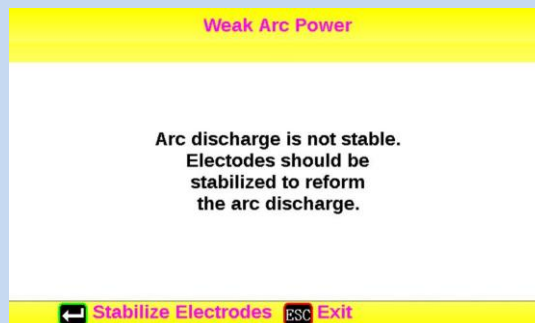 Weak Arc Power
Arc discharge is not stable.
Electodes should be
stabilized to reform
the arc discharge.
Stabilize Electrodes ESC Exit